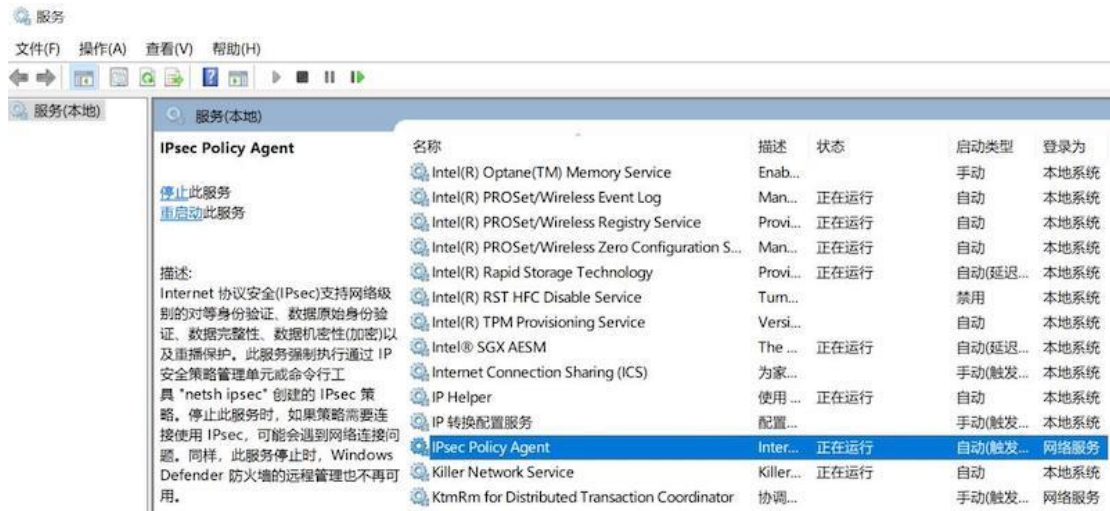 服务
文件(F) 操作(A) 查看(V) 帮助(H)
服务(本地)
服务(本地)
IPsec Policy Agent
停止此服务
重启动此服务
描述:
Internet 协议安全(IPsec)支持网络级
别的对等身份验证、数据原始身份验
证、数据完整性、数据机密性(加密)以
及重播保护。此服务强制执行通过 IP
安全策略管理单元或命令行工
具 "netsh ipsec" 创建的 IPsec 策
略。停止此服务时，如果策略需要连
接使用 IPsec，可能会遇到网络连接问
题。同样，此服务停止时，Windows
Defender 防火墙的远程管理也不再可
用。
名称 描述 状态 启动类型 登录为
Intel(R) Optane(TM) Memory Service Enab... 手动 本地系统
Intel(R) PROSet/Wireless Event Log Man... 正在运行 自动 本地系统
Intel(R) PROSet/Wireless Registry Service Provi... 正在运行 自动 本地系统
Intel(R) PROSet/Wireless Zero Configuration S... Man... 正在运行 自动 本地系统
Intel(R) Rapid Storage Technology Provi... 正在运行 自动(延迟... 本地系统
Intel(R) RST HFC Disable Service Turn... 禁用 本地系统
Intel(R) TPM Provisioning Service Versi... 自动 本地系统
Intel® SGX AESM The ... 正在运行 自动(延迟... 本地系统
Internet Connection Sharing (ICS) 为家... 手动(触发... 本地系统
IP Helper 使用 ... 正在运行 自动 本地系统
IP 转换配置服务 配置... 手动(触发... 本地系统
IPsec Policy Agent Inter... 正在运行 自动(触发... 网络服务
Killer Network Service Killer... 正在运行 自动 本地系统
KtmRm for Distributed Transaction Coordinator 协调... 手动(触发... 网络服务